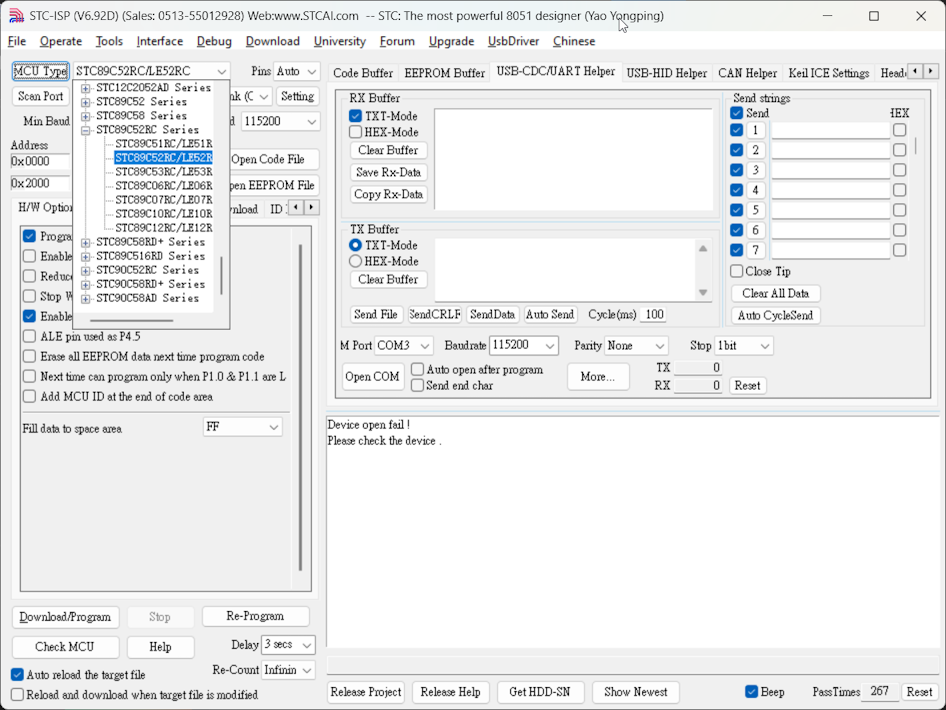 STC-ISP (V6.92D) (Sales: 0513-55012928) Web:www.STCAI.com -- STC: The most powerful 8051 designer (Yao Yongping)
File Operate Tools Interface Debug Download University Forum Upgrade UsbDriver Chinese
MCU Type STC89C52RC/LE52RC Pins Auto
Scan Port Setting
Min Baud 115200
Address
0x0000 Open Code File
0x2000 Open EEPROM File
H/W Option ID
STC12C2052AD Series
STC89C52 Series
STC89C58 Series
STC89C52RC Series
STC89C51RC/LE51R
STC89C52RC/LE52R
STC89C53RC/LE53R
STC89C06RC/LE06R
STC89C07RC/LE07R
STC89C10RC/LE10R
STC89C12RC/LE12R
STC89C58RD+ Series
STC89C516RD Series
STC90C52RC Series
STC90C58RD+ Series
STC90C58AD Series
Progra
Enable
Reduc
Stop W
Enable
ALE pin used as P4.5
Erase all EEPROM data next time program code
Next time can program only when P1.0 & P1.1 are L
Add MCU ID at the end of code area
Fill data to space area FF
Download/Program Stop Re-Program
Check MCU Help Delay 3 secs
Auto reload the target file Re-Count Infinin
Reload and download when target file is modified
Code Buffer EEPROM Buffer USB-CDC/UART Helper USB-HID Helper CAN Helper Keil ICE Settings Head
RX Buffer
TXT-Mode
HEX-Mode
Clear Buffer
Save Rx-Data
Copy Rx-Data
TX Buffer
TXT-Mode
HEX-Mode
Clear Buffer
Send File SendCRLF SendData Auto Send Cycle(ms) 100
Send strings
Send HEX
1
2
3
4
5
6
7
Close Tip
Clear All Data
Auto CycleSend
M Port COM3 Baudrate 115200 Parity None Stop 1bit
Open COM Auto open after program More... TX 0
Send end char RX 0 Reset
Device open fail !
Please check the device .
Release Project Release Help Get HDD-SN Show Newest Beep PassTimes 267 Reset